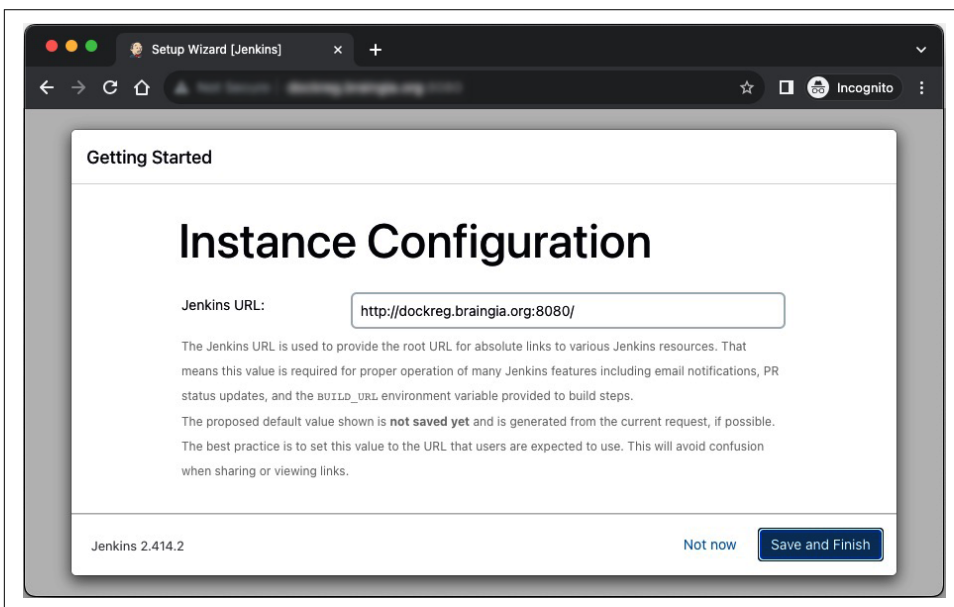 Setup Wizard [Jenkins]
Incognito
Getting Started
Instance Configuration
Jenkins URL:
http://dockreg.braingia.org:8080/
The Jenkins URL is used to provide the root URL for absolute links to various Jenkins resources. That
means this value is required for proper operation of many Jenkins features including email notifications, PR
status updates, and the BUILD_URL environment variable provided to build steps.
The proposed default value shown is not saved yet and is generated from the current request, if possible.
The best practice is to set this value to the URL that users are expected to use. This will avoid confusion
when sharing or viewing links.
Jenkins 2.414.2
Not now
Save and Finish